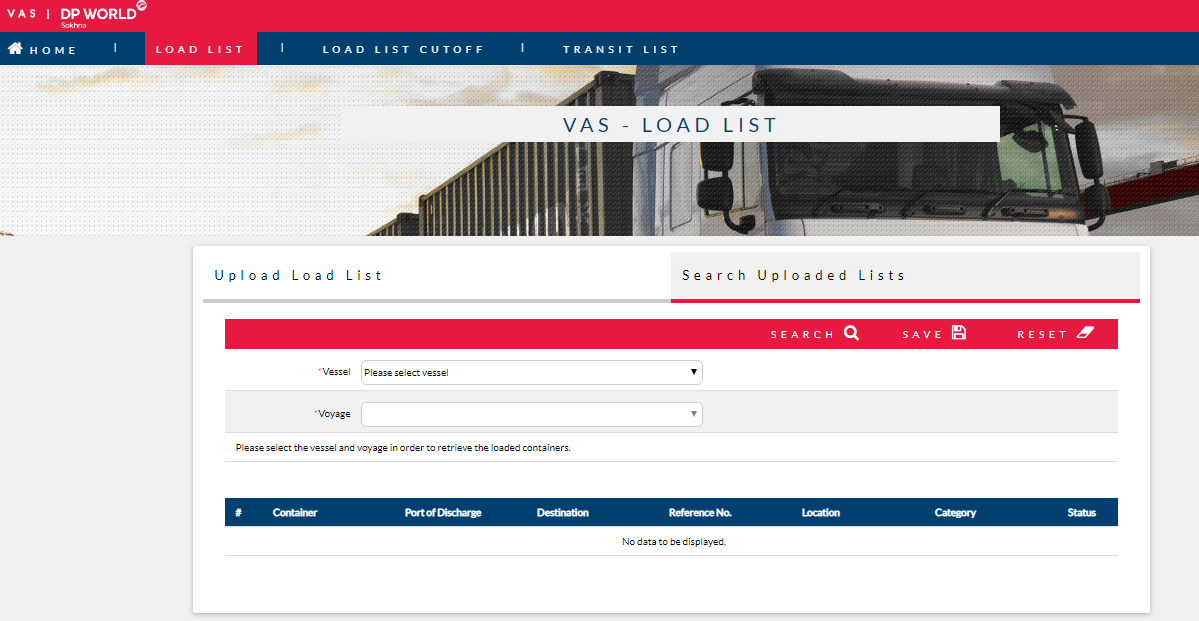 VAS | DP WORLD
Sokhna
HOME | LOAD LIST | LOAD LIST CUTOFF | TRANSIT LIST
VAS - LOAD LIST
Upload Load List Search Uploaded Lists
SEARCH SAVE RESET
*Vessel Please select vessel
*Voyage
Please select the vessel and voyage in order to retrieve the loaded containers.
# Container Port of Discharge Destination Reference No. Location Category Status
No data to be displayed.